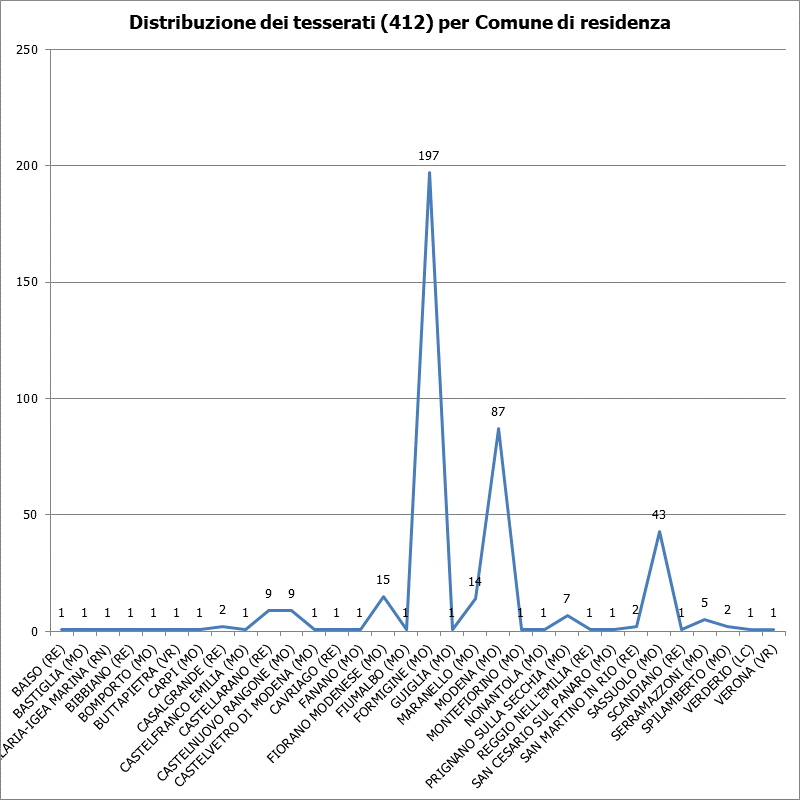 Distribuzione dei tesserati (412) per Comune di residenza
250
200
150
100
50
0
1
1
1
1
1
1
1
2
1
9
9
1
1
1
15
1
197
1
14
87
1
1
7
1
1
2
43
1
5
2
1
1
BAISO (RE)
BASTIGLIA (MO)
LARIA-IGEA MARINA (RN)
BIBBIANO (RE)
BOMPORTO (MO)
BUTTAPIETRA (VR)
CARPI (MO)
CASALGRANDE (RE)
CASTELFRANCO EMILIA (MO)
CASTELLARANO (RE)
CASTELNUOVO RANGONE (MO)
CASTELVETRO DI MODENA (MO)
CAVRIAGO (RE)
FANANO (MO)
FIORANO MODENESE (MO)
FIUMALBO (MO)
FORMIGINE (MO)
GUIGLIA (MO)
MARANELLO (MO)
MODENA (MO)
MONTEFIORINO (MO)
NONANTOLA (MO)
PRIGNANO SULLA SECCHIA (MO)
REGGIO NELL'EMILIA (RE)
SAN CESARIO SUL PANARO (MO)
SAN MARTINO IN RIO (RE)
SASSUOLO (MO)
SCANDIANO (RE)
SERRAMAZZONI (MO)
SPILAMBERTO (MO)
VERDERIO (LC)
VERONA (VR)